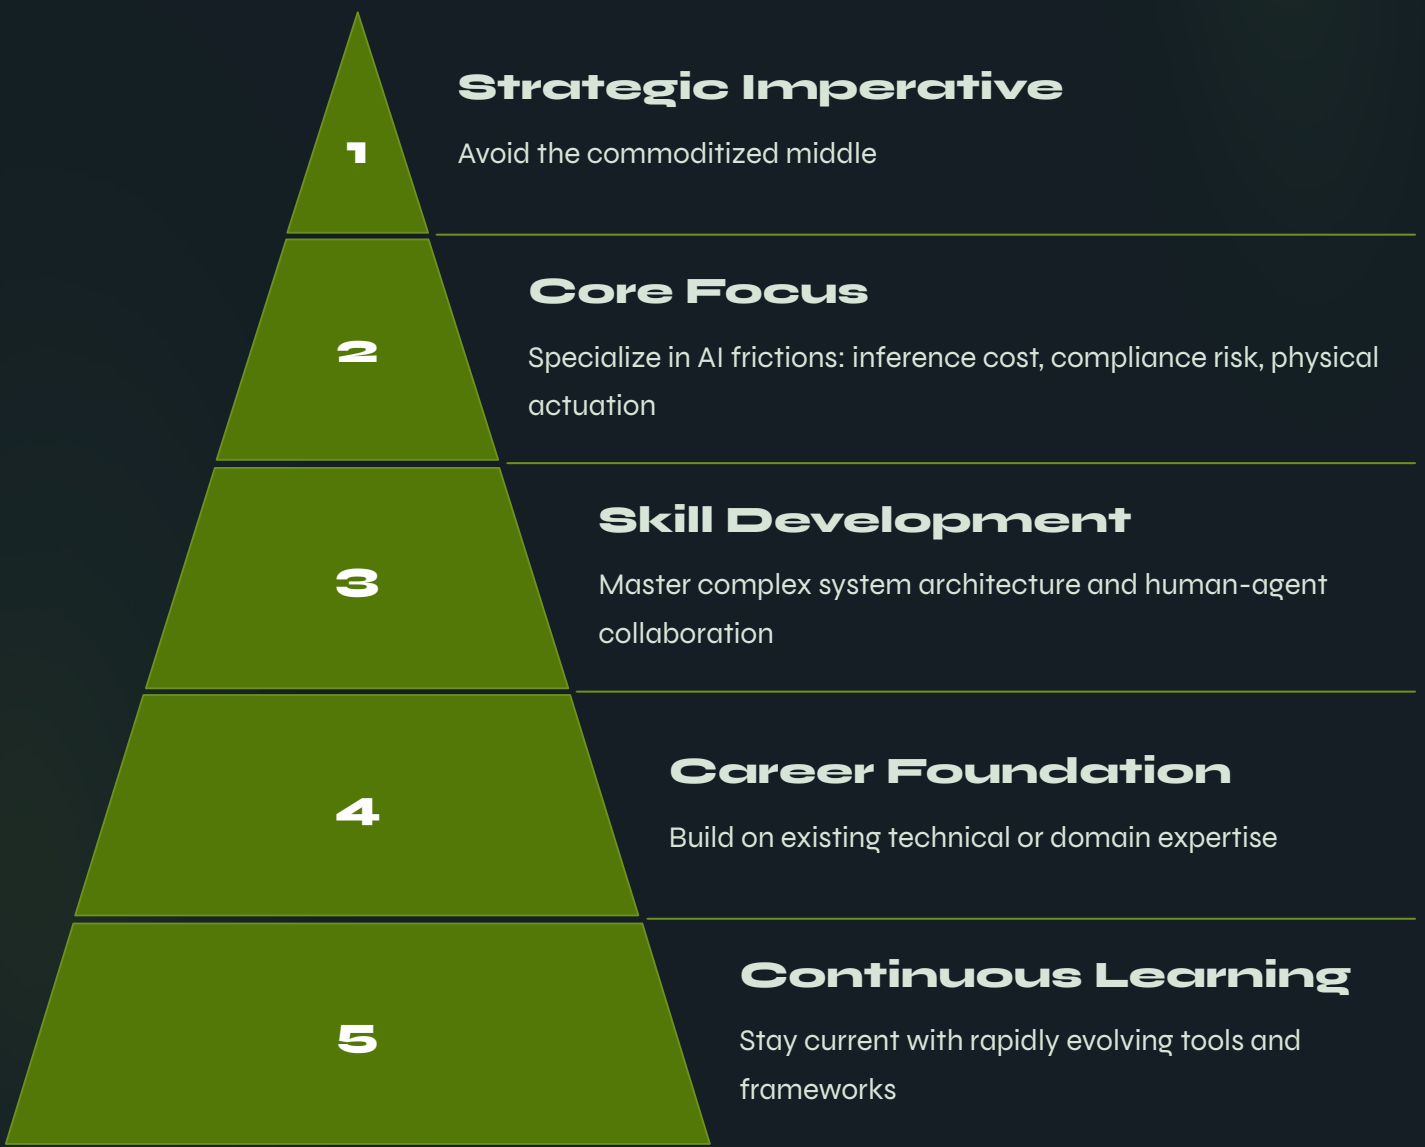 1
Strategic Imperative
Avoid the commoditized middle
2
Core Focus
Specialize in AI frictions: inference cost, compliance risk, physical
actuation
3
Skill Development
Master complex system architecture and human-agent
collaboration
4
Career Foundation
Build on existing technical or domain expertise
5
Continuous Learning
Stay current with rapidly evolving tools and
frameworks